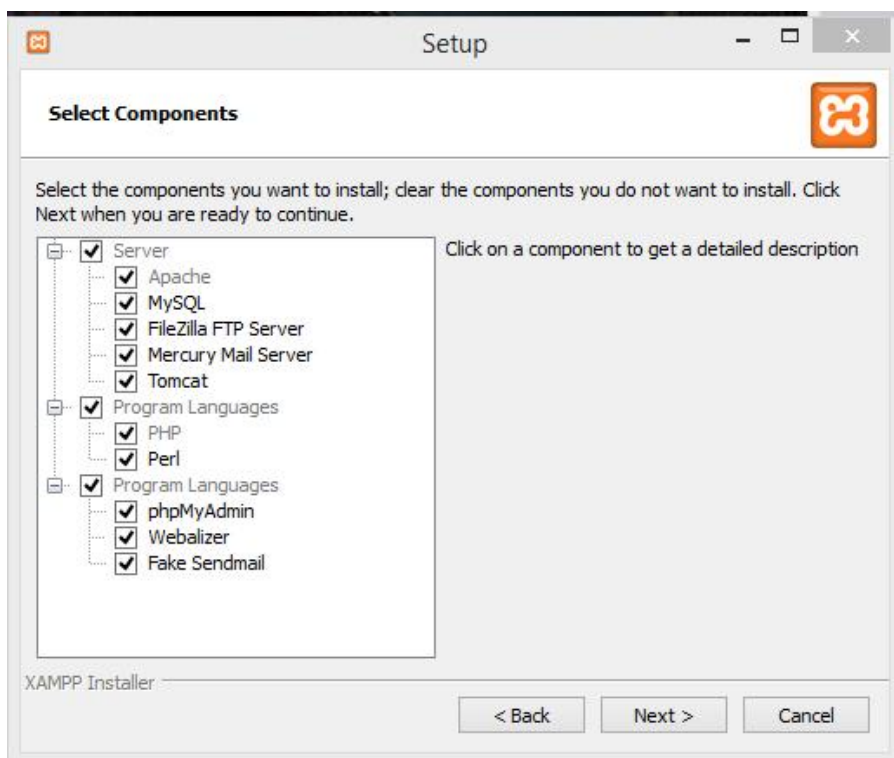 Setup
Select Components
Select the components you want to install; clear the components you do not want to install. Click
Next when you are ready to continue.
Server
Apache
MySQL
FileZilla FTP Server
Mercury Mail Server
Tomcat
Program Languages
PHP
Perl
Program Languages
phpMyAdmin
Webalizer
Fake Sendmail
Click on a component to get a detailed description
XAMPP Installer
< Back
Next >
Cancel